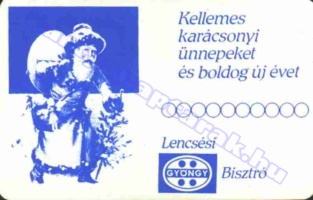 Kellemes
karácsonyi
ünnepeket
és boldog új évet
Lencsési
GYÖNGY
Bisztró